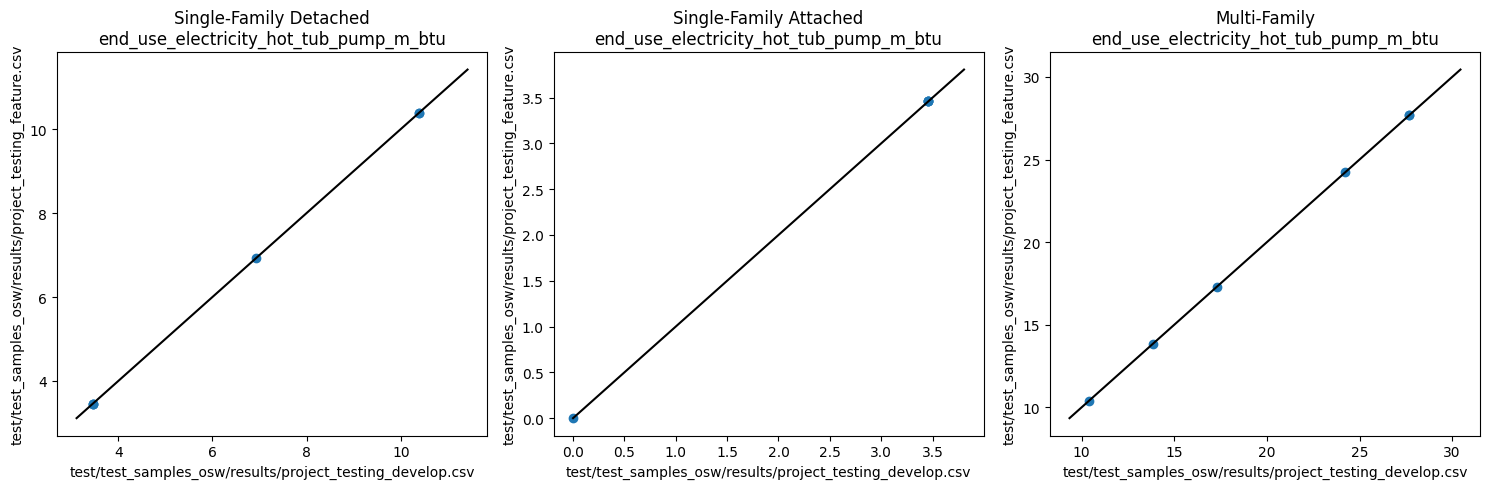 Single-Family Detached
end_use_electricity_hot_tub_pump_m_btu
test/test_samples_osw/results/project_testing_feature.csv
10
8
6
4
4
6
8
10
test/test_samples_osw/results/project_testing_develop.csv
Single-Family Attached
end_use_electricity_hot_tub_pump_m_btu
test/test_samples_osw/results/project_testing_feature.csv
3.5
3.0
2.5
2.0
1.5
1.0
0.5
0.0
0.0
0.5
1.0
1.5
2.0
2.5
3.0
3.5
test/test_samples_osw/results/project_testing_develop.csv
Multi-Family
end_use_electricity_hot_tub_pump_m_btu
test/test_samples_osw/results/project_testing_feature.csv
30
25
20
15
10
10
15
20
25
30
test/test_samples_osw/results/project_testing_develop.csv